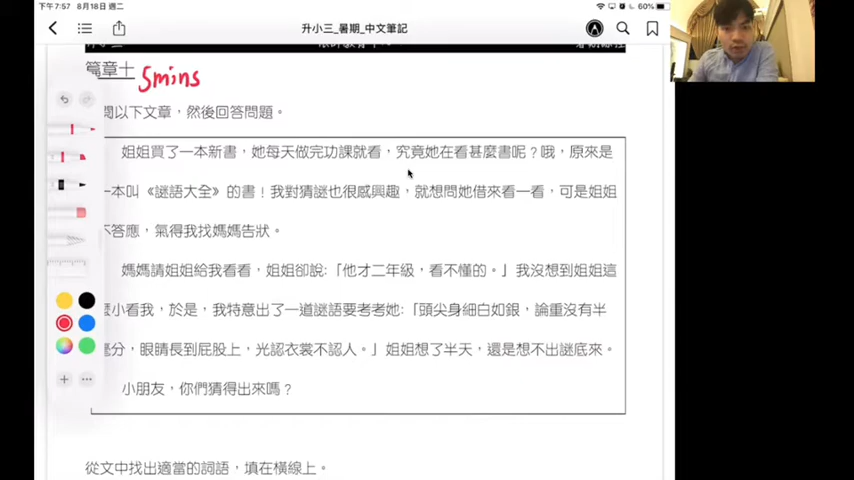 下午7:57 8月18日 週二
60%
升小三_暑期_中文筆記
篇章十 5mins
閱以下文章，然後回答問題。
姐姐買了一本新書，她每天做完功課就看，究竟她在看甚麼書呢？哦，原來是
一本叫《謎語大全》的書！我對猜謎也很感興趣，就想問她借來看一看，可是姐姐
不答應，氣得我找媽媽告狀。
媽媽請姐姐給我看看，姐姐卻說:「他才二年級，看不懂的。」我沒想到姐姐這
麼小看我，於是，我特意出了一道謎語要考考她:「頭尖身細白如銀，論重沒有半
毫分，眼睛長到屁股上，光認衣裳不認人。」姐姐想了半天，還是想不出謎底來。
小朋友，你們猜得出來嗎？
從文中找出適當的詞語，填在橫線上。